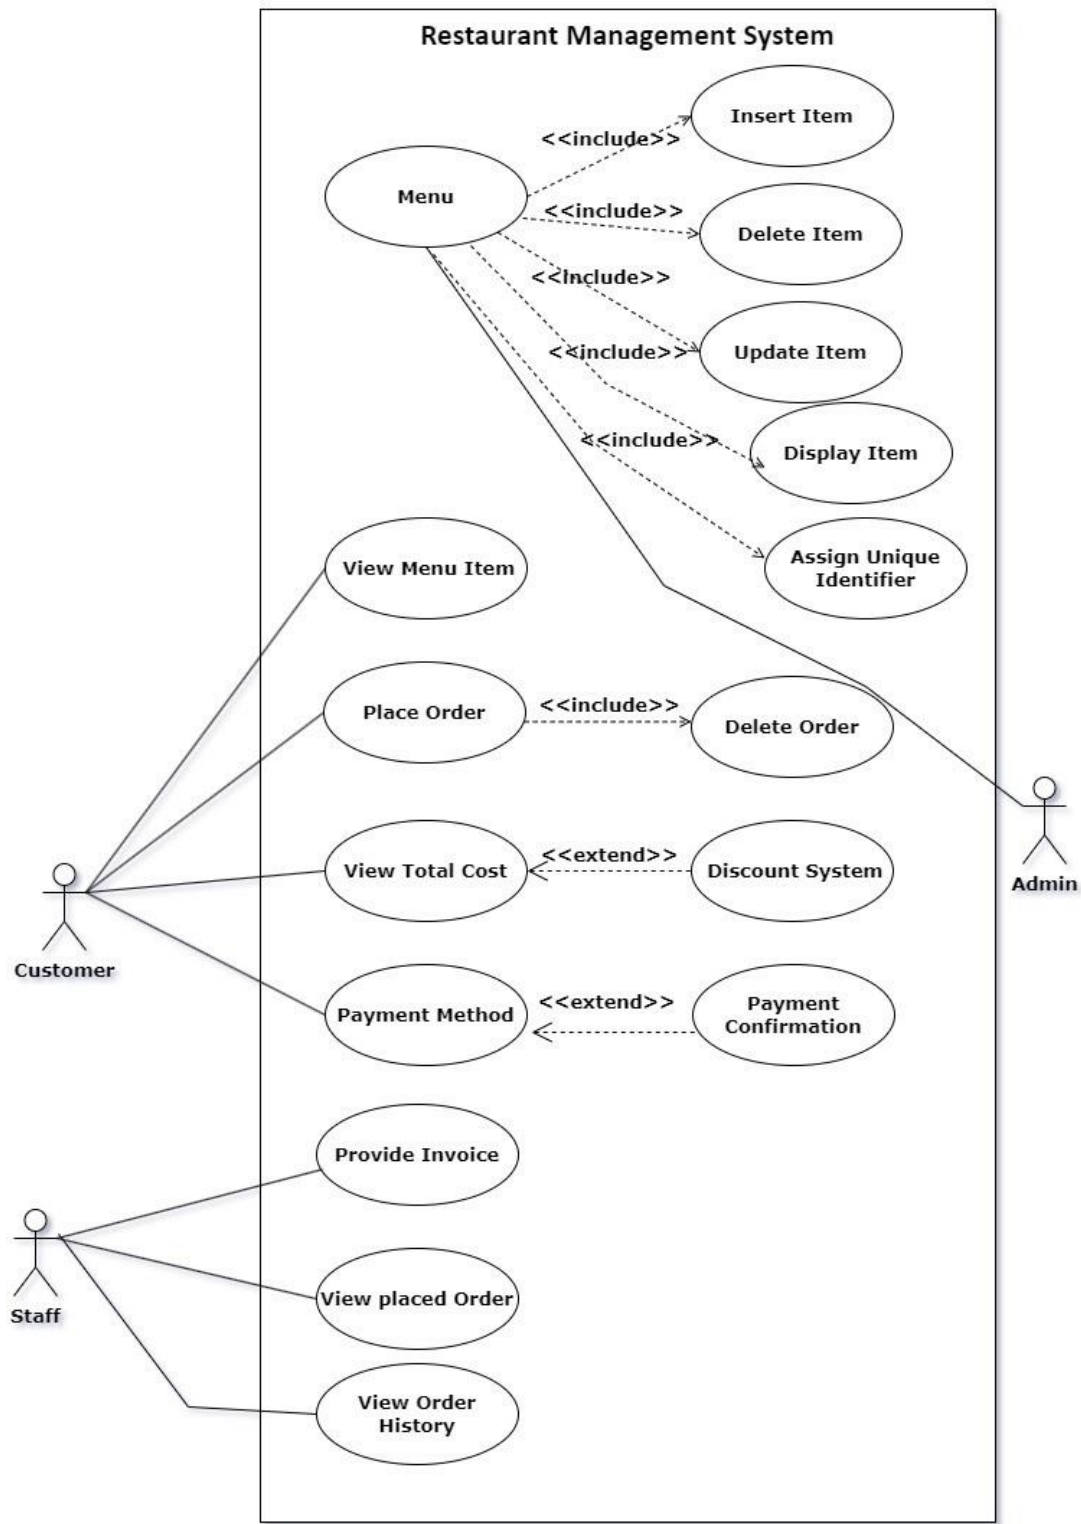 Restaurant Management System
Insert Item
<<include>>
Menu
<<include>>
Delete Item
<<include>>
Update Item
<<include>>
Display Item
<<include>>
Assign Unique
Identifier
View Menu Item
Place Order
<<include>>
Delete Order
View Total Cost
<<extend>>
Discount System
Admin
Customer
Payment Method
<<extend>>
Payment
Confirmation
Provide Invoice
Staff
View placed Order
View Order
History